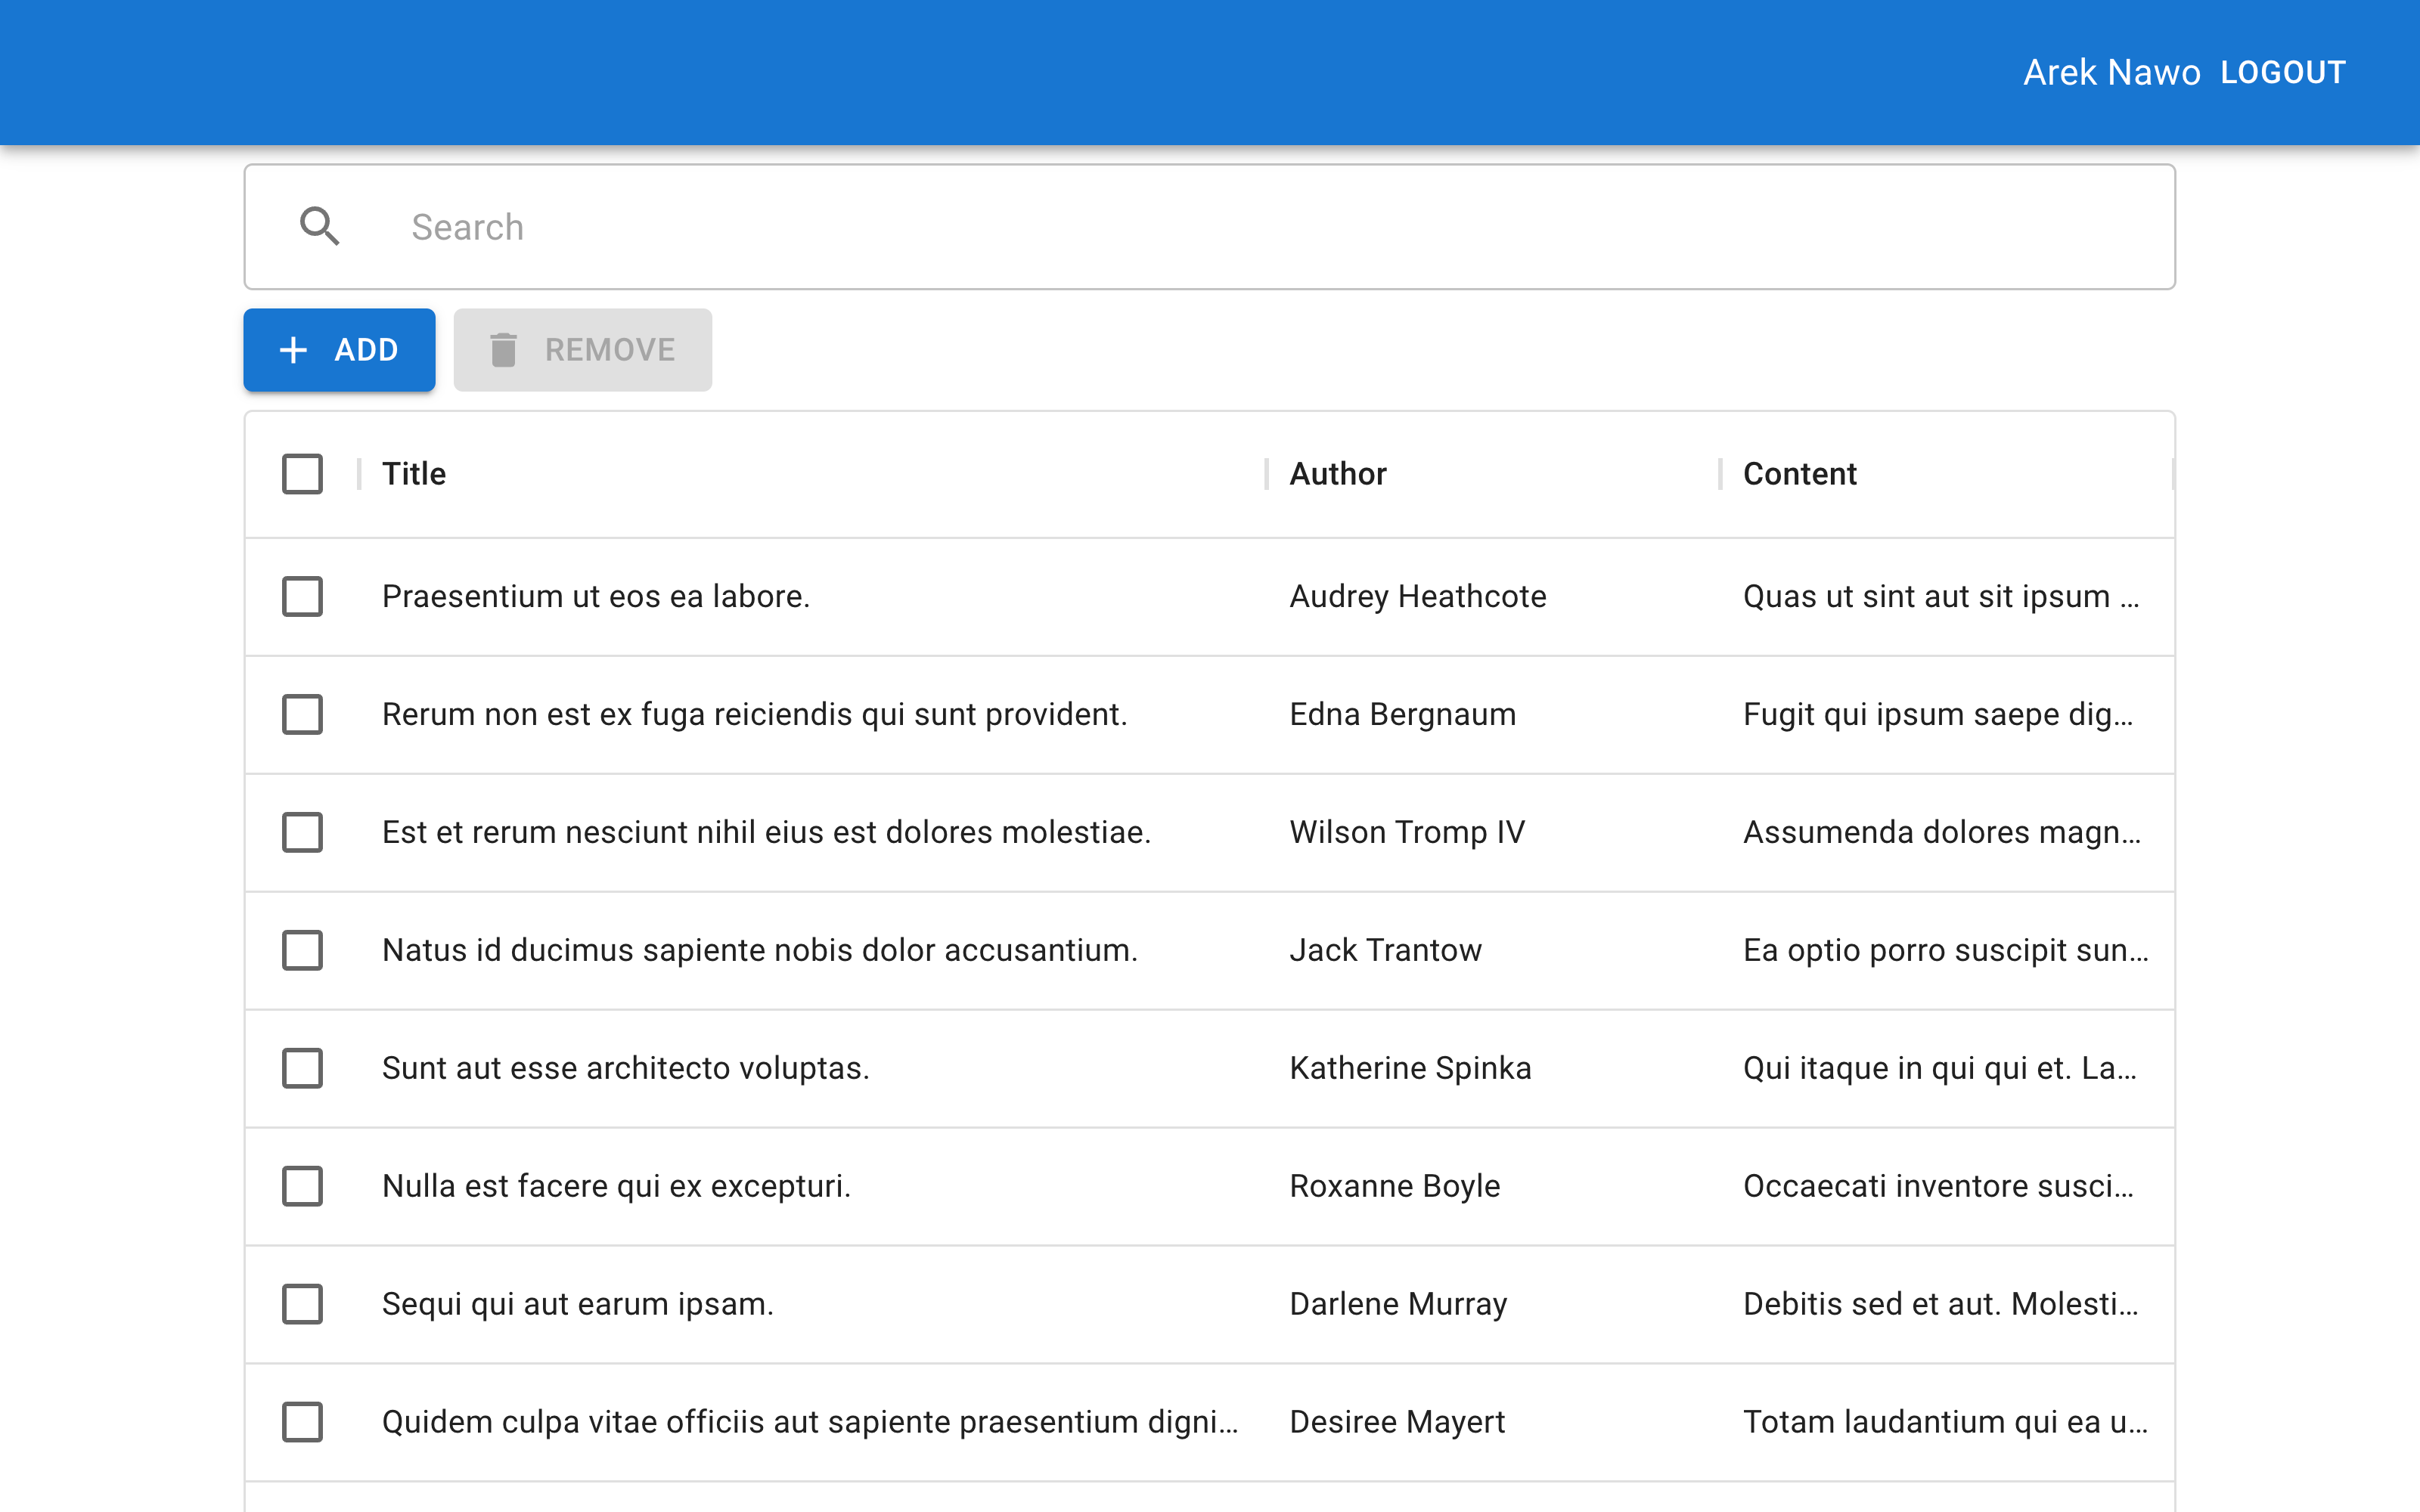 Arek Nawo LOGOUT
Search
ADD REMOVE
Title Author Content
Praesentium ut eos ea labore. Audrey Heathcote Quas ut sint aut sit ipsum ...
Rerum non est ex fuga reiciendis qui sunt provident. Edna Bergnaum Fugit qui ipsum saepe dig...
Est et rerum nesciunt nihil eius est dolores molestiae. Wilson Tromp IV Assumenda dolores magn...
Natus id ducimus sapiente nobis dolor accusantium. Jack Trantow Ea optio porro suscipit sun...
Sunt aut esse architecto voluptas. Katherine Spinka Qui itaque in qui qui et. La...
Nulla est facere qui ex excepturi. Roxanne Boyle Occaecati inventore susci...
Sequi qui aut earum ipsam. Darlene Murray Debitis sed et aut. Molesti...
Quidem culpa vitae officiis aut sapiente praesentium digni... Desiree Mayert Totam laudantium qui ea u...